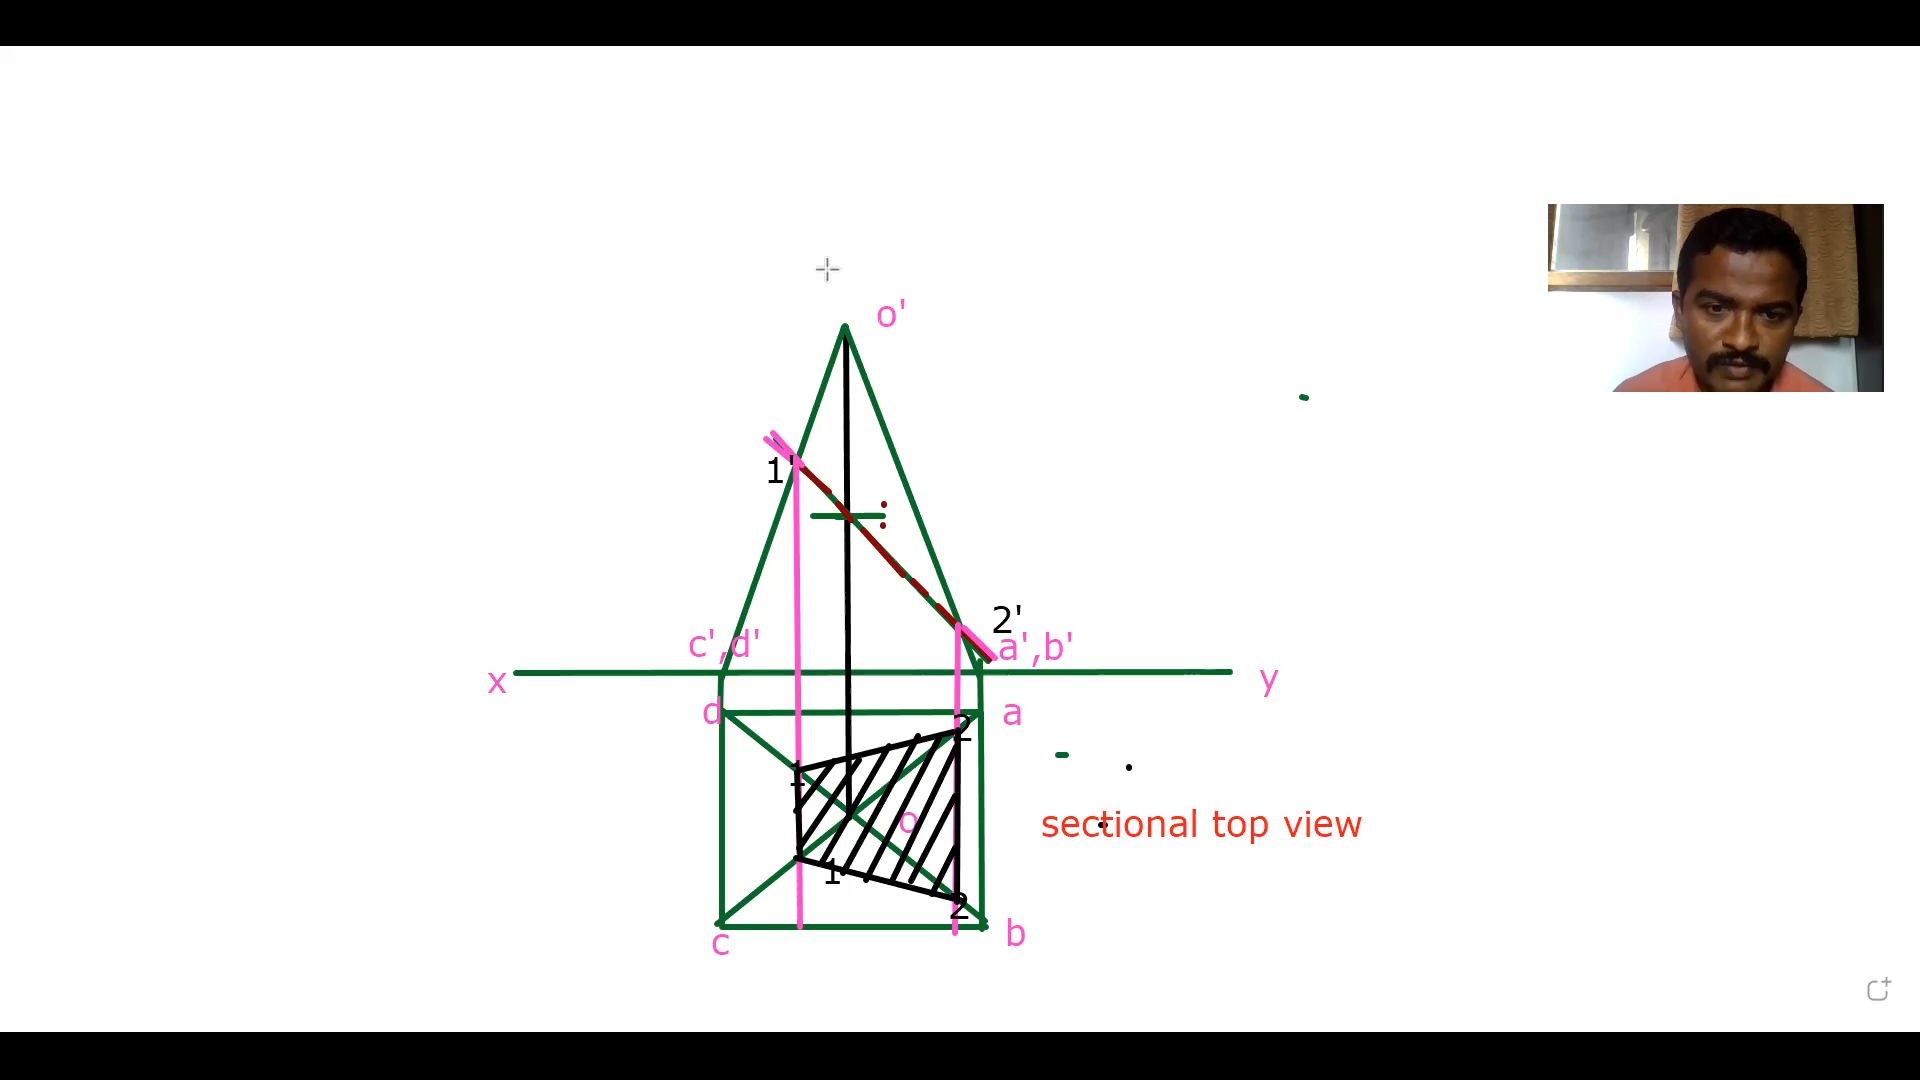 o'
1'
2'
c',d'
a',b'
x
y
d
a
2
1
o
sectional top view
1
2
c
b